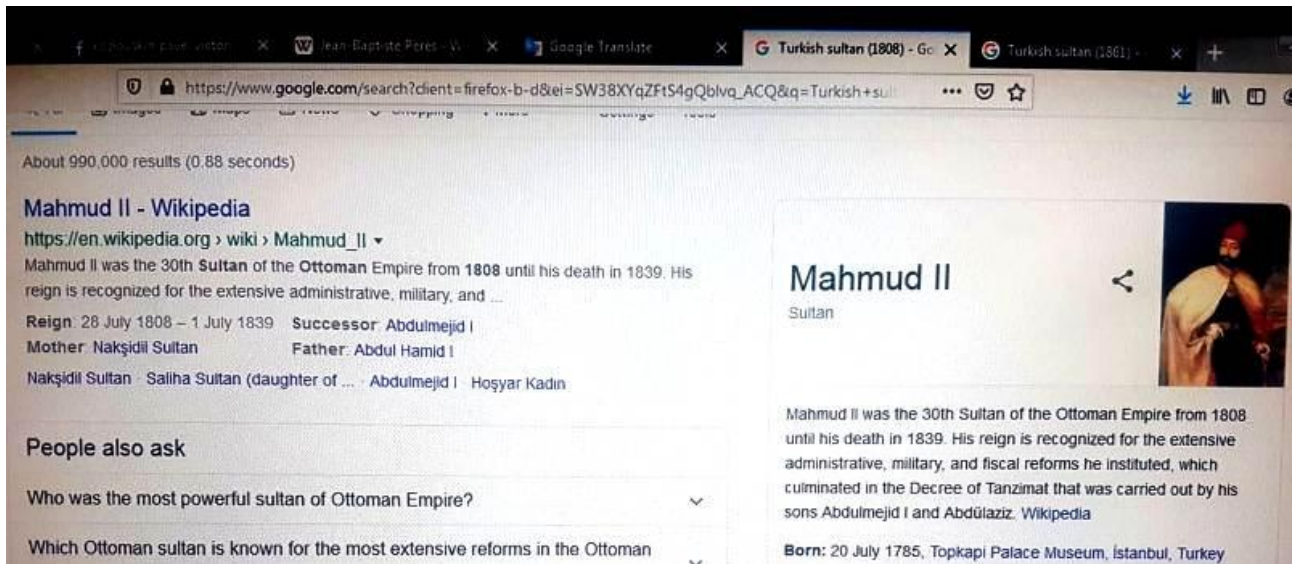 Jean-Baptiste Peres - W
Google Translate
Turkish sultan (1808) - Go
Turkish sultan (1861) -
https://www.google.com/search?client=firefox-b-d&ei=SW38XYqZFtS4gQblvq_ACQ&q=Turkish+sul
Images Maps News Shopping More Settings Tools
About 990,000 results (0.88 seconds)
Mahmud II - Wikipedia
https://en.wikipedia.org › wiki › Mahmud_II
Mahmud II was the 30th Sultan of the Ottoman Empire from 1808 until his death in 1839. His
reign is recognized for the extensive administrative, military, and ...
Reign: 28 July 1808 – 1 July 1839 Successor: Abdulmejid I
Mother: Nakşidil Sultan Father: Abdul Hamid I
Nakşidil Sultan · Saliha Sultan (daughter of ... · Abdulmejid I · Hoşyar Kadın
People also ask
Who was the most powerful sultan of Ottoman Empire?
Which Ottoman sultan is known for the most extensive reforms in the Ottoman
Mahmud II
Sultan
Mahmud II was the 30th Sultan of the Ottoman Empire from 1808
until his death in 1839. His reign is recognized for the extensive
administrative, military, and fiscal reforms he instituted, which
culminated in the Decree of Tanzimat that was carried out by his
sons Abdulmejid I and Abdülaziz. Wikipedia
Born: 20 July 1785, Topkapi Palace Museum, İstanbul, Turkey